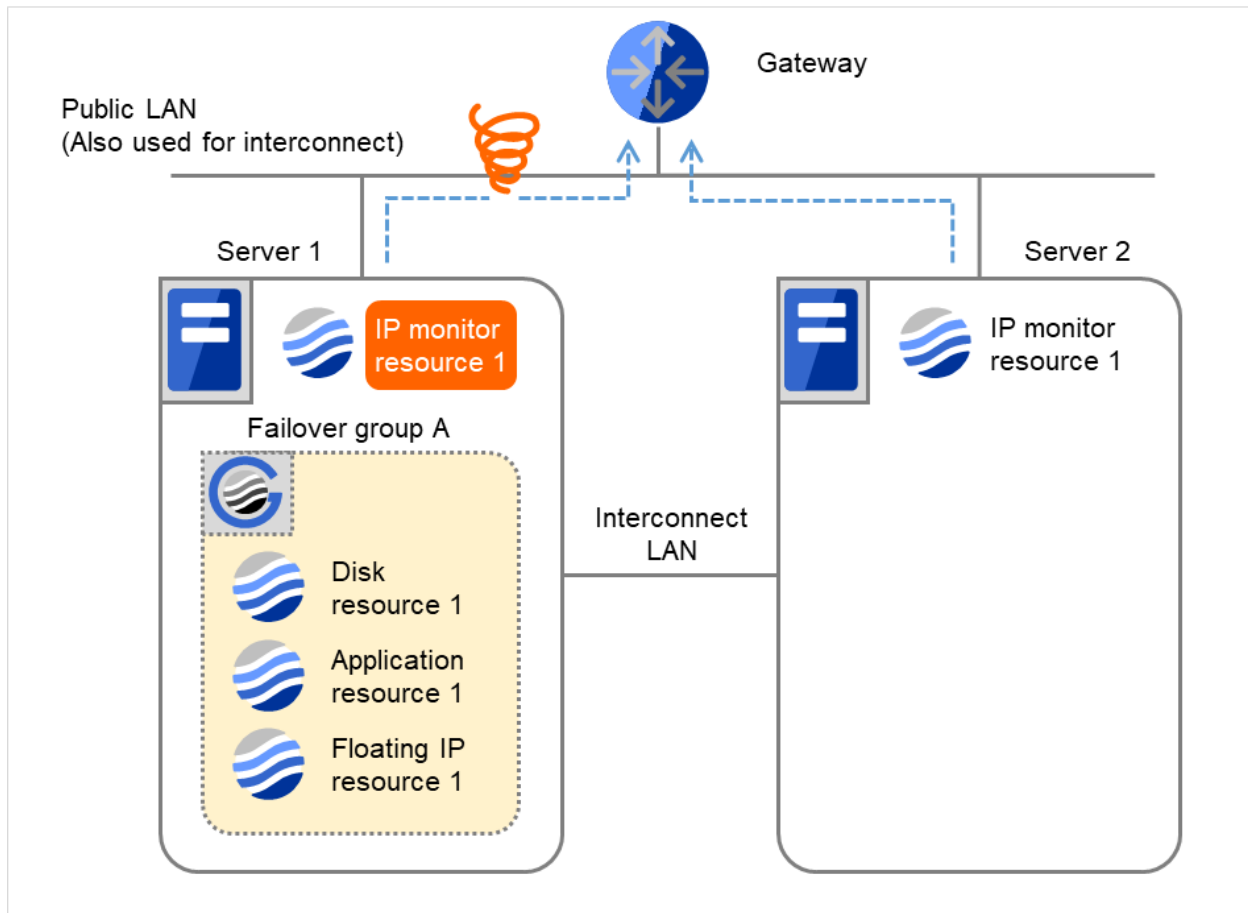 Gateway
Public LAN
(Also used for interconnect)
Server 1
Server 2
IP monitor
resource 1
IP monitor
resource 1
Failover group A
Interconnect
LAN
Disk
resource 1
Application
resource 1
Floating IP
resource 1